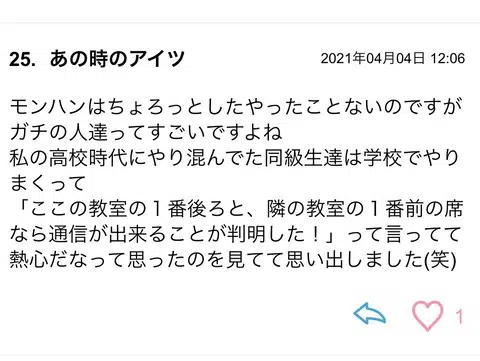 25. あの時のアイツ 2021年04月04日 12:06
モンハンはちょろっとしたやったことないのですが
ガチの人達ってすごいですよね
私の高校時代にやり混んでた同級生達は学校でやり
まくって
「ここの教室の１番後ろと、隣の教室の１番前の席
なら通信が出来ることが判明した！」って言ってて
熱心だなって思ったのを見てて思い出しました(笑)
1